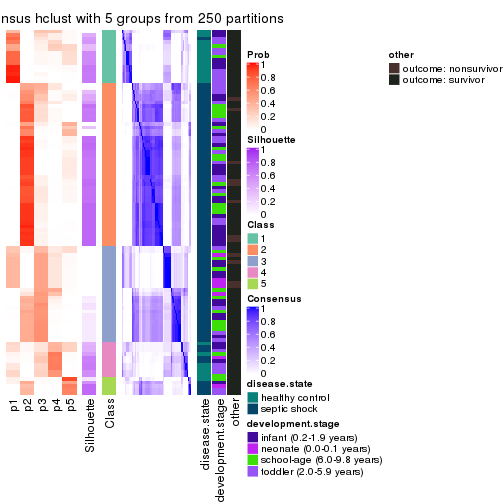 nsus hclust with 5 groups from 250 partitions
Prob
1
0.8
0.6
0.4
0.2
0
Silhouette
1
0.8
0.6
0.4
0.2
0
Class
1
2
3
4
5
Consensus
1
0.8
0.6
0.4
0.2
0
disease.state
healthy control
septic shock
development.stage
infant (0.2-1.9 years)
neonate (0.0-0.1 years)
school-age (6.0-9.8 years)
toddler (2.0-5.9 years)
other
outcome: nonsurvivor
outcome: survivor
p1
p2
p3
p4
p5
Silhouette
Class
disease.state
development.stage
other